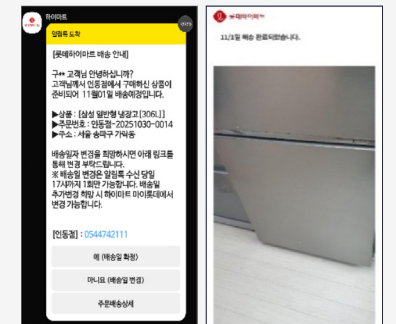 하이마트
알림톡 도착
[롯데하이마트 배송 안내]
구** 고객님 안녕하십니까?
고객님께서 인동점에서 구매하신 상품이
준비되어 11월01일 배송예정입니다.
▶상품 : [삼성 일반형 냉장고[306L]]
▶주문번호 : 인동점-20251030-0014
▶주소 : 서울 송파구 가락동
배송일자 변경을 희망하시면 아래 링크를
통해 변경 부탁드립니다.
※ 배송일 변경은 알림톡 수신 당일
17시까지 1회만 가능합니다. 배송일
추가변경 희망 시 하이마트 마이롯데에서
변경 가능합니다.
[인동점] : 0544742111
예 (배송일 확정)
아니요 (배송일 변경)
주문배송상세
롯데하이마트
11/1일 배송 완료되었습니다.